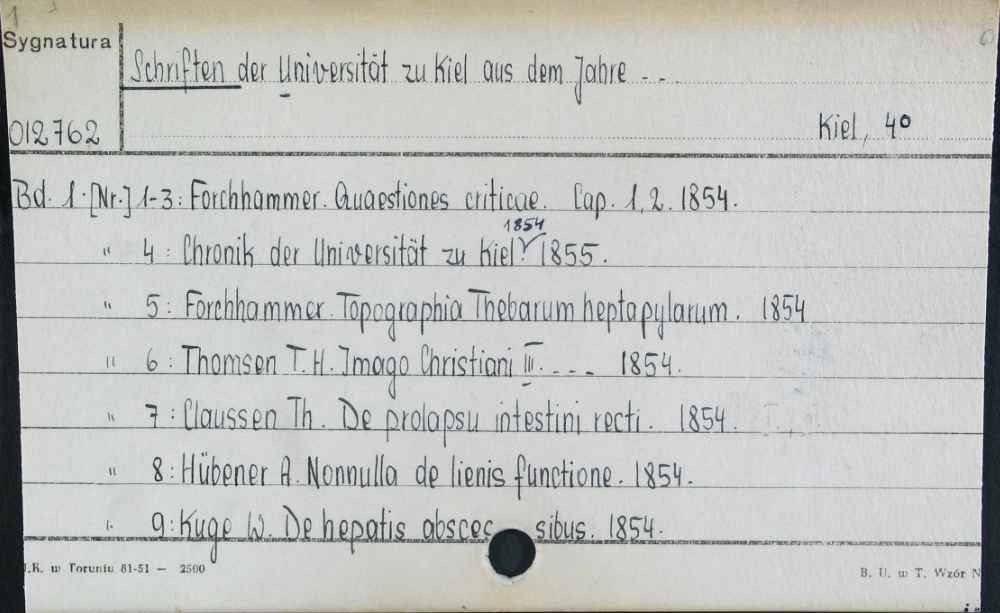 1
Sygnatura
Schriften der Universität zu Kiel aus dem Jahre - -
012762
Kiel, 4°
Bd. 1. [Nr.] 1-3: Forchhammer. Quaestiones criticae. Cap. 1, 2. 1854.
" 4: Chronik der Universität zu Kiel. 1854 1855.
" 5: Forchhammer. Topographia Thebarum heptapylarum. 1854
" 6: Thomsen T. H. Imago Christiani III. - - - 1854.
" 7: Claussen Th. De prolapsu intestini recti. 1854.
" 8: Hübener A. Nonnulla de lienis functione. 1854.
" 9: Kuge W. De hepatis absces sibus. 1854.
.K. w Toruniu 81-51 — 2500
B. U. w T. Wzór N